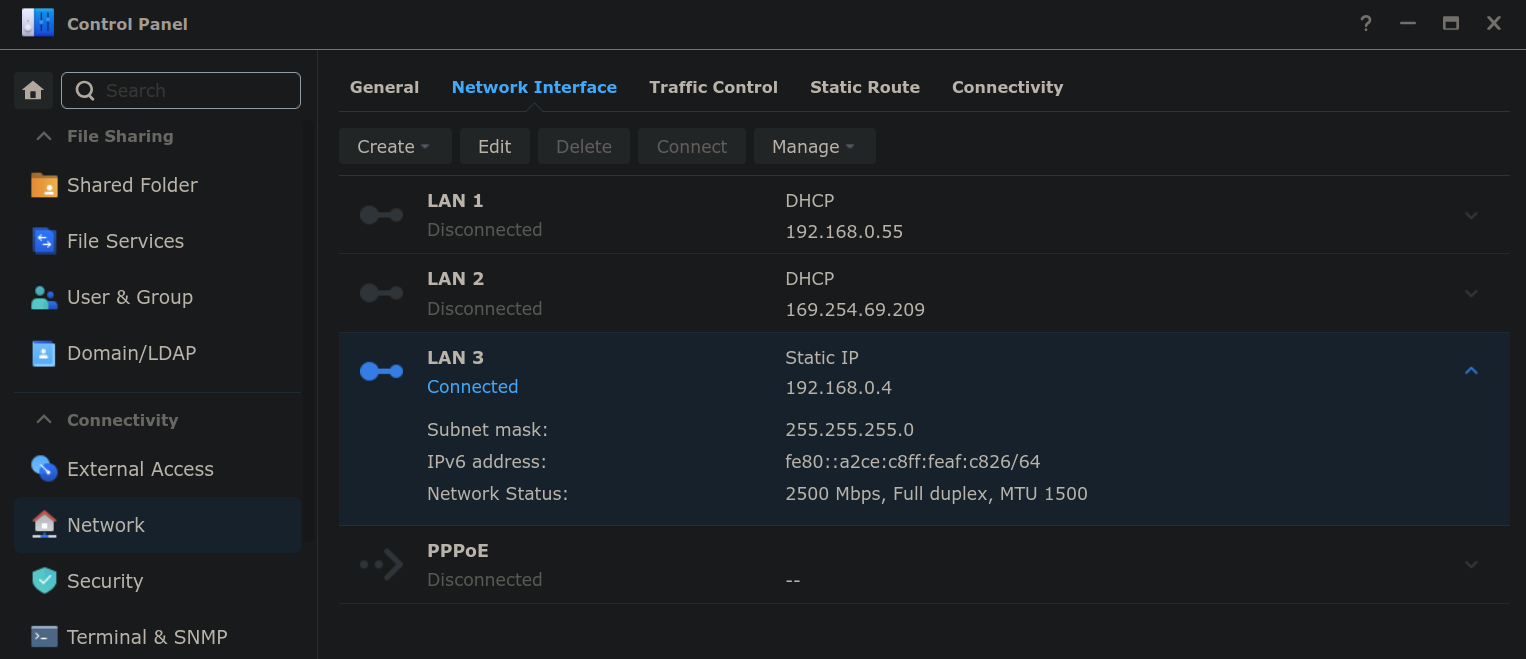 Control Panel
?
Search
File Sharing
Shared Folder
File Services
User & Group
Domain/LDAP
Connectivity
External Access
Network
Security
Terminal & SNMP
General Network Interface Traffic Control Static Route Connectivity
Create Edit Delete Connect Manage
LAN 1 DHCP
Disconnected 192.168.0.55
LAN 2 DHCP
Disconnected 169.254.69.209
LAN 3 Static IP
Connected 192.168.0.4
Subnet mask: 255.255.255.0
IPv6 address: fe80::a2ce:c8ff:feaf:c826/64
Network Status: 2500 Mbps, Full duplex, MTU 1500
PPPoE
Disconnected --